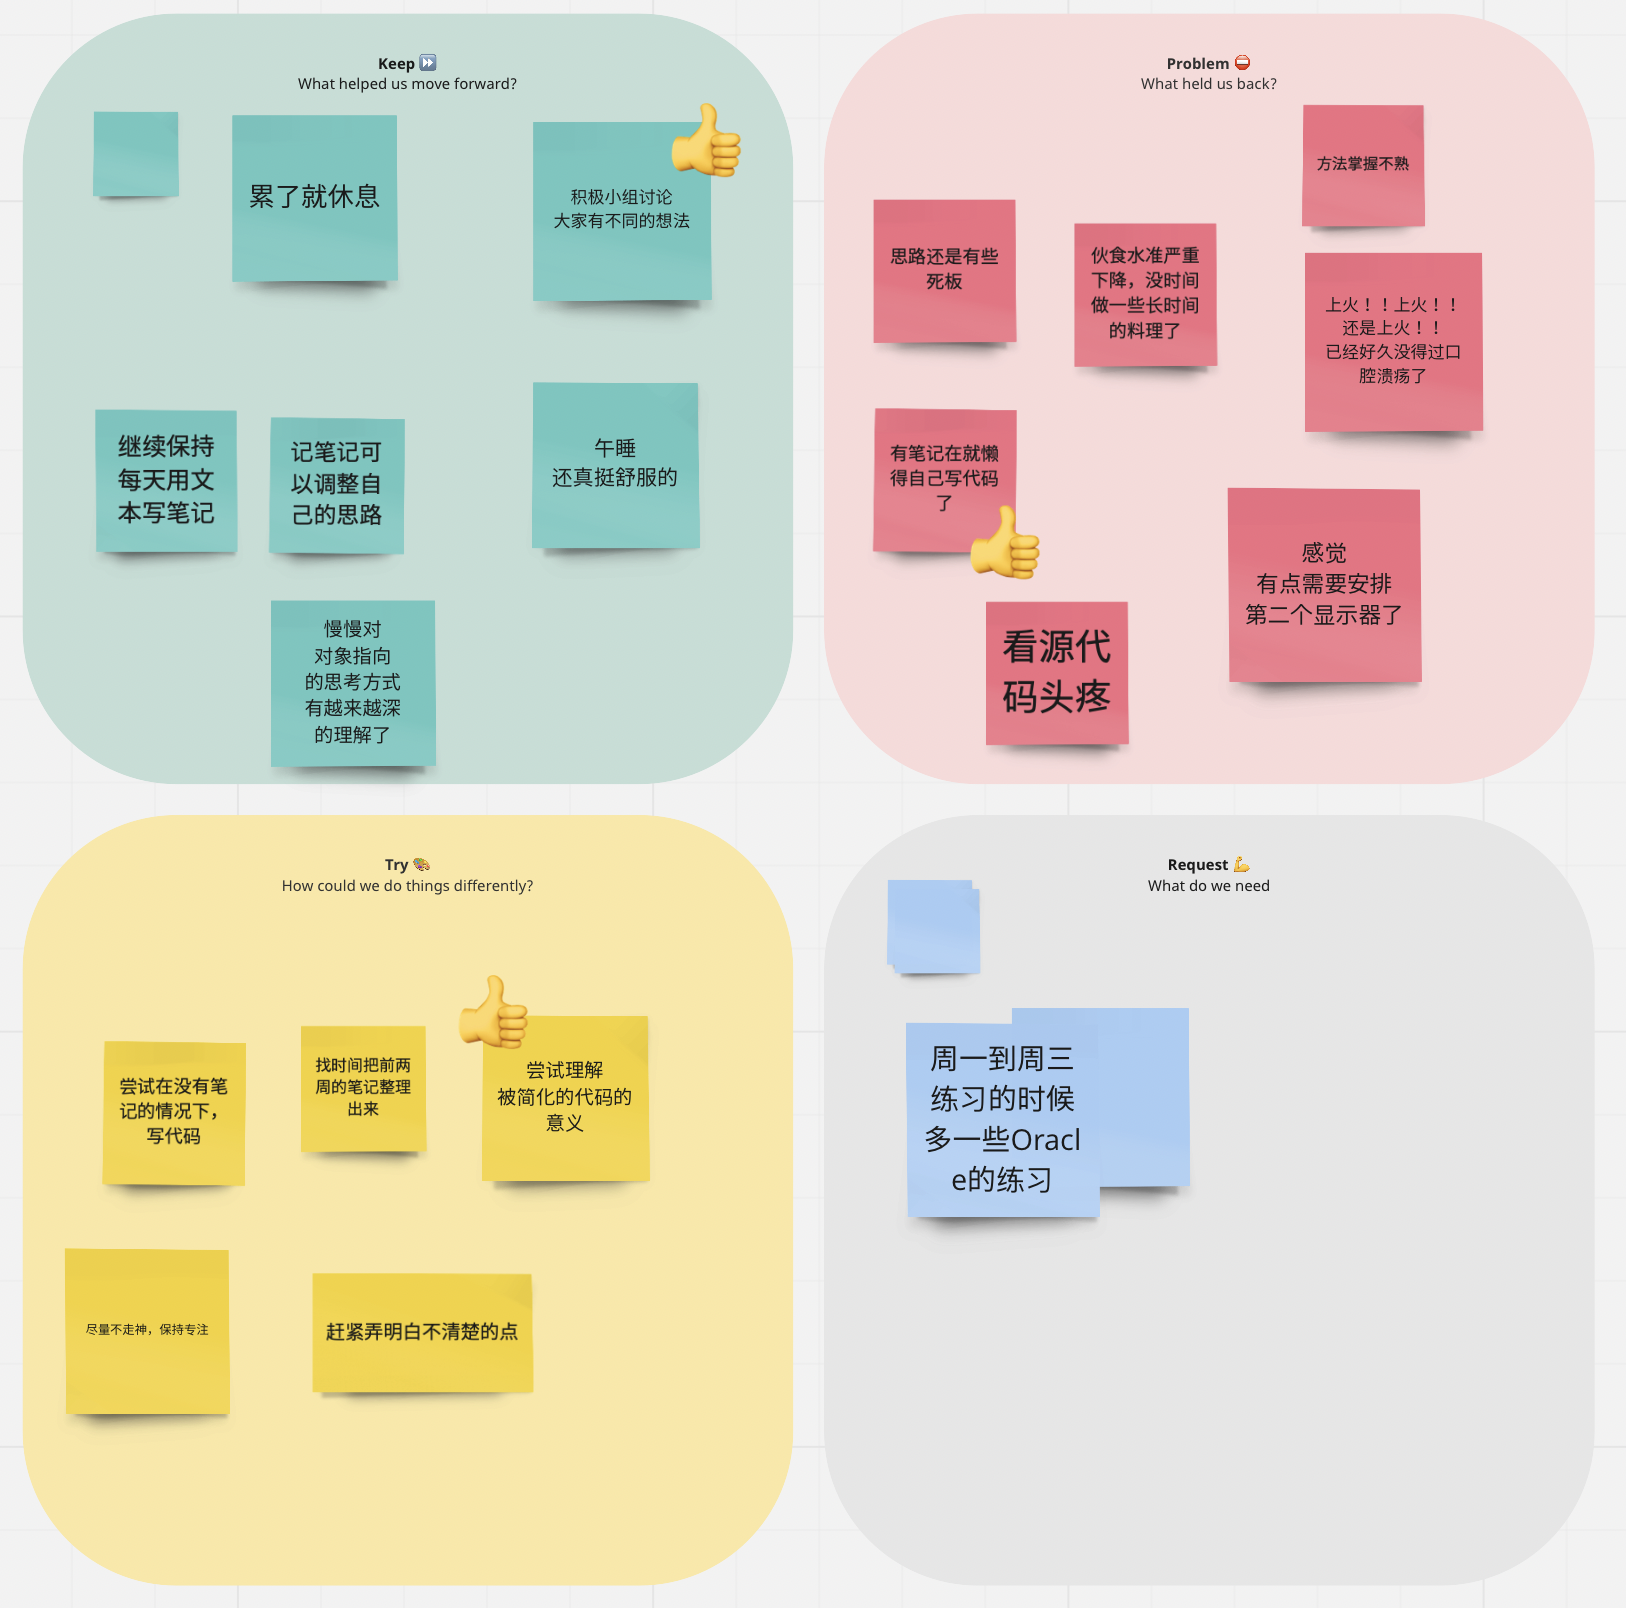 Keep ⏩
What helped us move forward?
累了就休息
积极小组讨论
大家有不同的想法
继续保持
每天用文
本写笔记
记笔记可
以调整自
己的思路
午睡
还真挺舒服的
慢慢对
对象指向
的思考方式
有越来越深
的理解了
Problem ⛔
What held us back?
方法掌握不熟
思路还是有些
死板
伙食水准严重
下降，没时间
做一些长时间
的料理了
上火！！上火！！
还是上火！！
已经好久没得过口
腔溃疡了
有笔记在就懒
得自己写代码
了
感觉
有点需要安排
第二个显示器了
看源代
码头疼
Try 🎨
How could we do things differently?
尝试在没有笔
记的情况下，
写代码
找时间把前两
周的笔记整理
出来
尝试理解
被简化的代码的
意义
尽量不走神，保持专注
赶紧弄明白不清楚的点
Request 💪
What do we need
周一到周三
练习的时候
多一些Oracl
e的练习